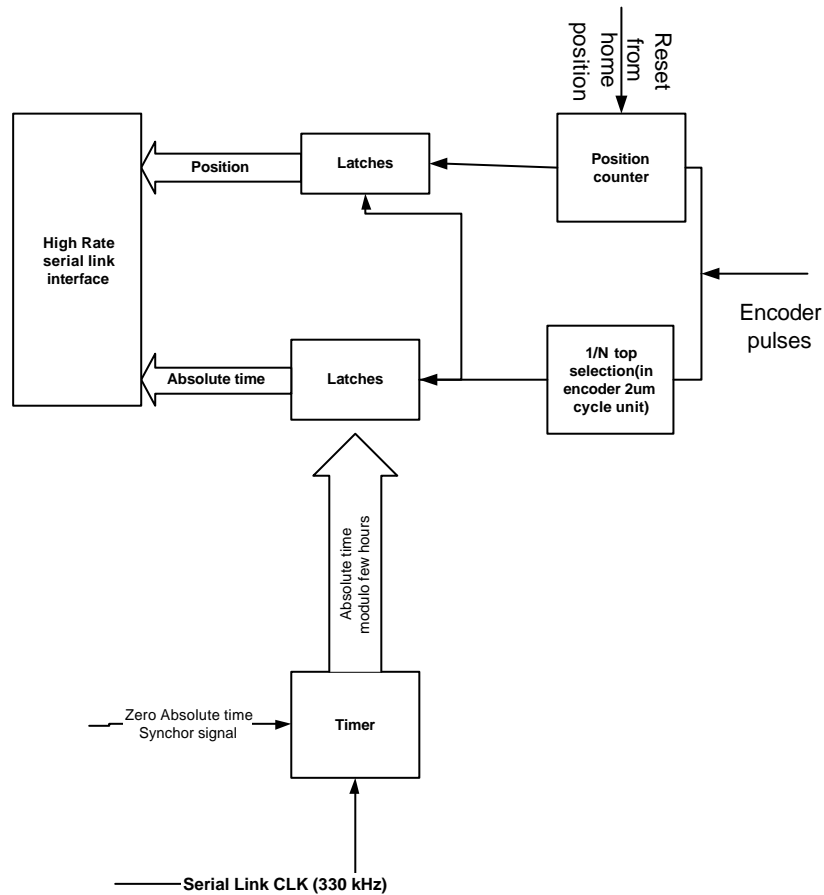 Reset
from
home
position
Position
Latches
Position
counter
High Rate
serial link
interface
Encoder
pulses
Absolute time
Latches
1/N top
selection(in
encoder 2um
cycle unit)
Absolute time
modulo few hours
Zero Absolute time
Synchor signal
Timer
Serial Link CLK (330 kHz)